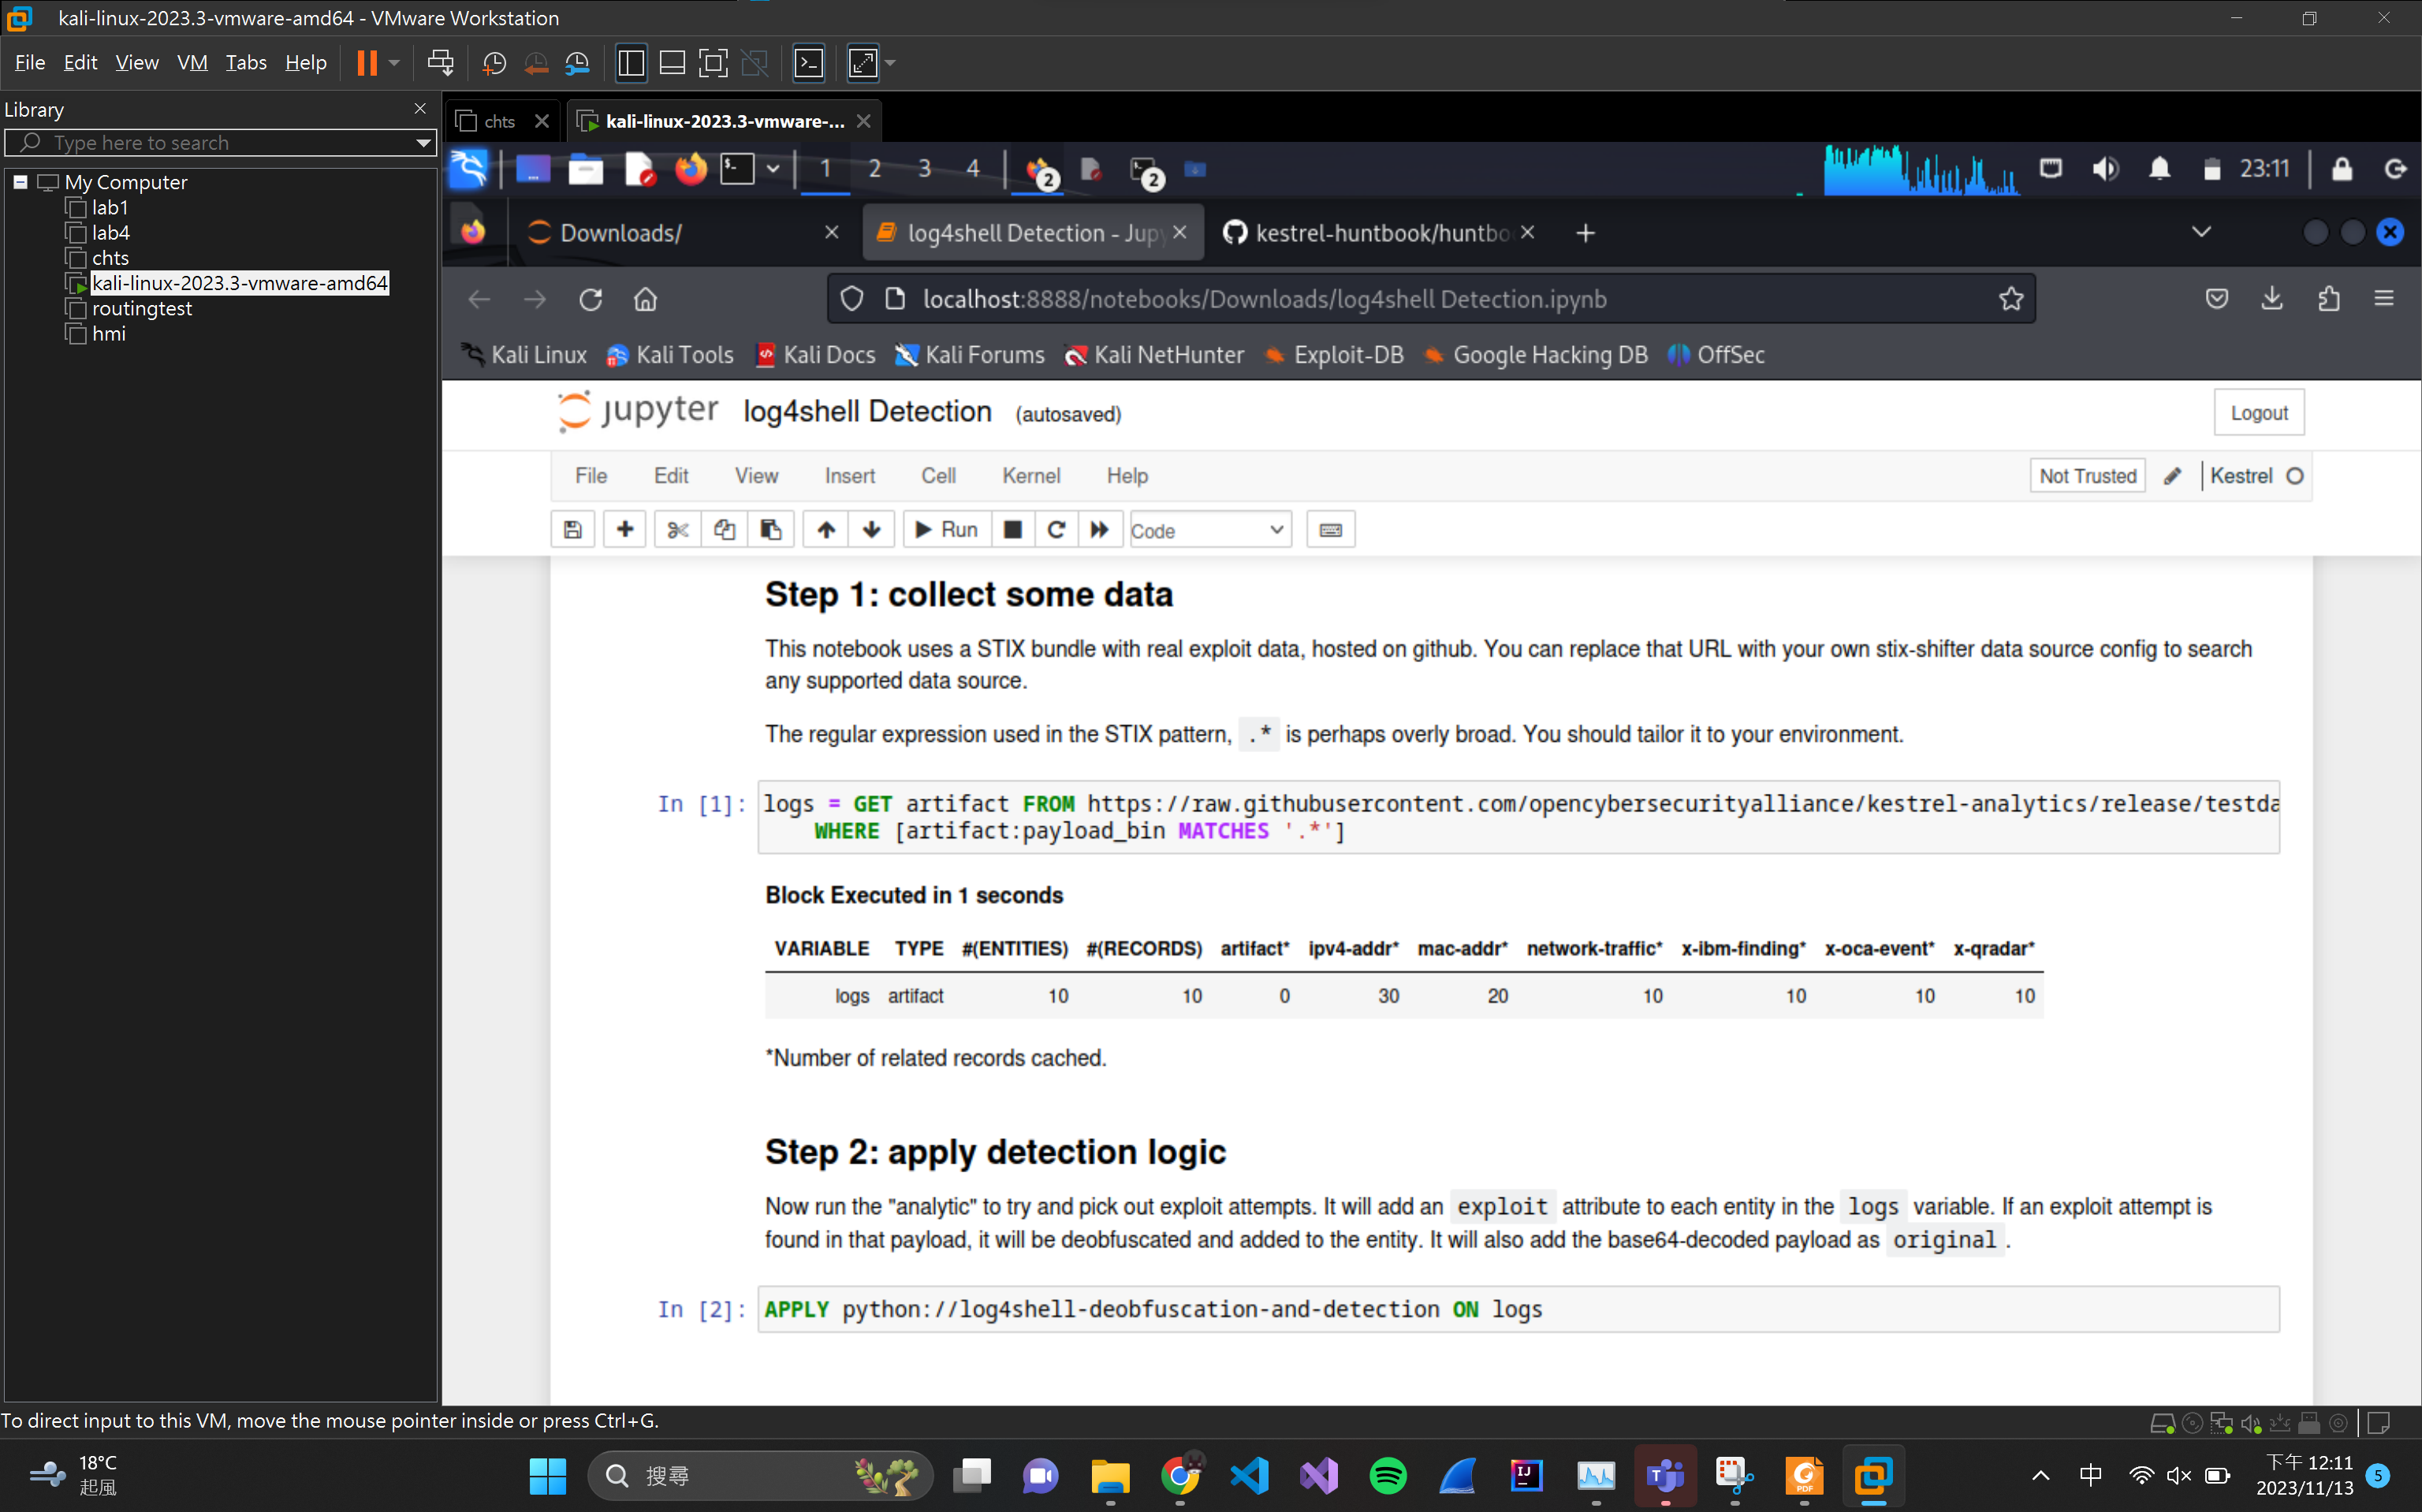 kali-linux-2023.3-vmware-amd64 - VMware Workstation
File Edit View VM Tabs Help
Library
Type here to search
My Computer
lab1
lab4
chts
kali-linux-2023.3-vmware-amd64
routingtest
hmi
chts
kali-linux-2023.3-vmware-...
1 2 3 4
2
2
23:11
Downloads/
log4shell Detection - Jupy
kestrel-huntbook/huntbo
localhost:8888/notebooks/Downloads/log4shell Detection.ipynb
Kali Linux Kali Tools Kali Docs Kali Forums Kali NetHunter Exploit-DB Google Hacking DB OffSec
jupyter log4shell Detection (autosaved)
Logout
File Edit View Insert Cell Kernel Help
Not Trusted Kestrel
Run Code
Step 1: collect some data
This notebook uses a STIX bundle with real exploit data, hosted on github. You can replace that URL with your own stix-shifter data source config to search
any supported data source.
The regular expression used in the STIX pattern, .* is perhaps overly broad. You should tailor it to your environment.
In [1]: logs = GET artifact FROM https://raw.githubusercontent.com/opencybersecurityalliance/kestrel-analytics/release/testda
WHERE [artifact:payload_bin MATCHES '.*']
Block Executed in 1 seconds
VARIABLE TYPE #(ENTITIES) #(RECORDS) artifact* ipv4-addr* mac-addr* network-traffic* x-ibm-finding* x-oca-event* x-qradar*
logs artifact 10 10 0 30 20 10 10 10 10
*Number of related records cached.
Step 2: apply detection logic
Now run the "analytic" to try and pick out exploit attempts. It will add an exploit attribute to each entity in the logs variable. If an exploit attempt is
found in that payload, it will be deobfuscated and added to the entity. It will also add the base64-decoded payload as original.
In [2]: APPLY python://log4shell-deobfuscation-and-detection ON logs
To direct input to this VM, move the mouse pointer inside or press Ctrl+G.
18°C
起風
搜尋
中
下午 12:11
2023/11/13
5